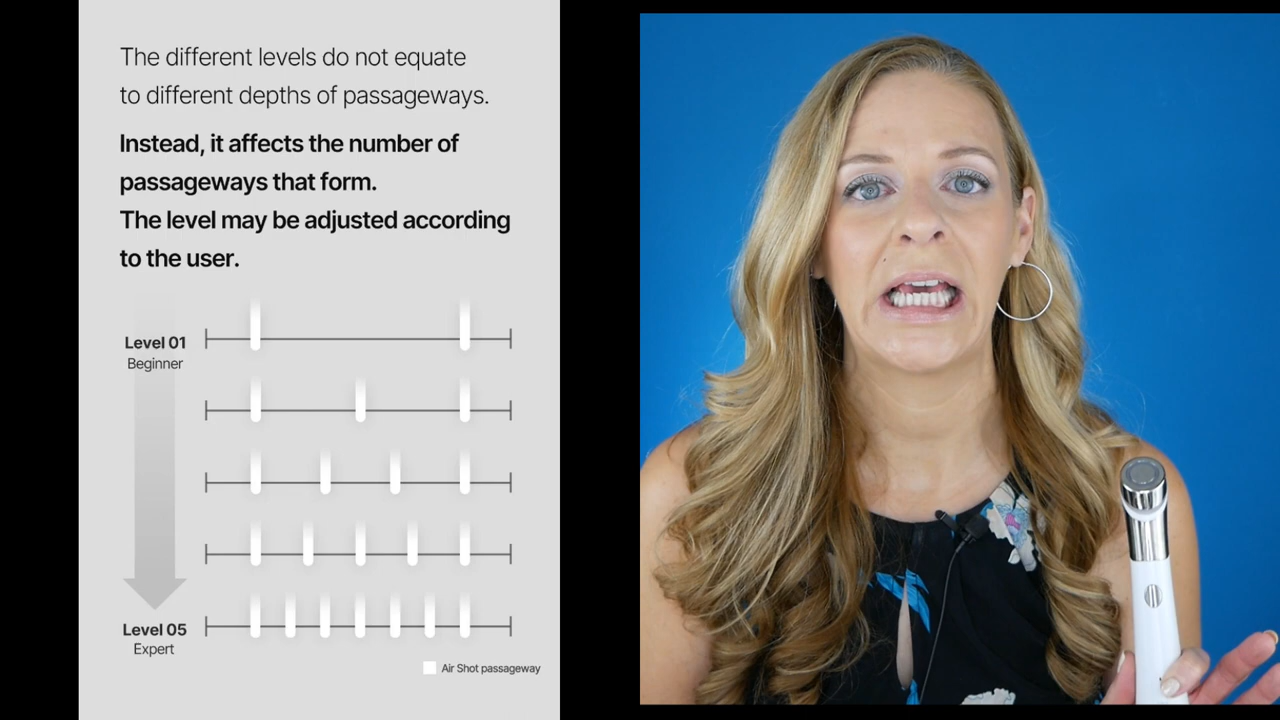 The different levels do not equate
to different depths of passageways.
Instead, it affects the number of
passageways that form.
The level may be adjusted according
to the user.
Level 01
Beginner
Level 05
Expert
Air Shot passageway